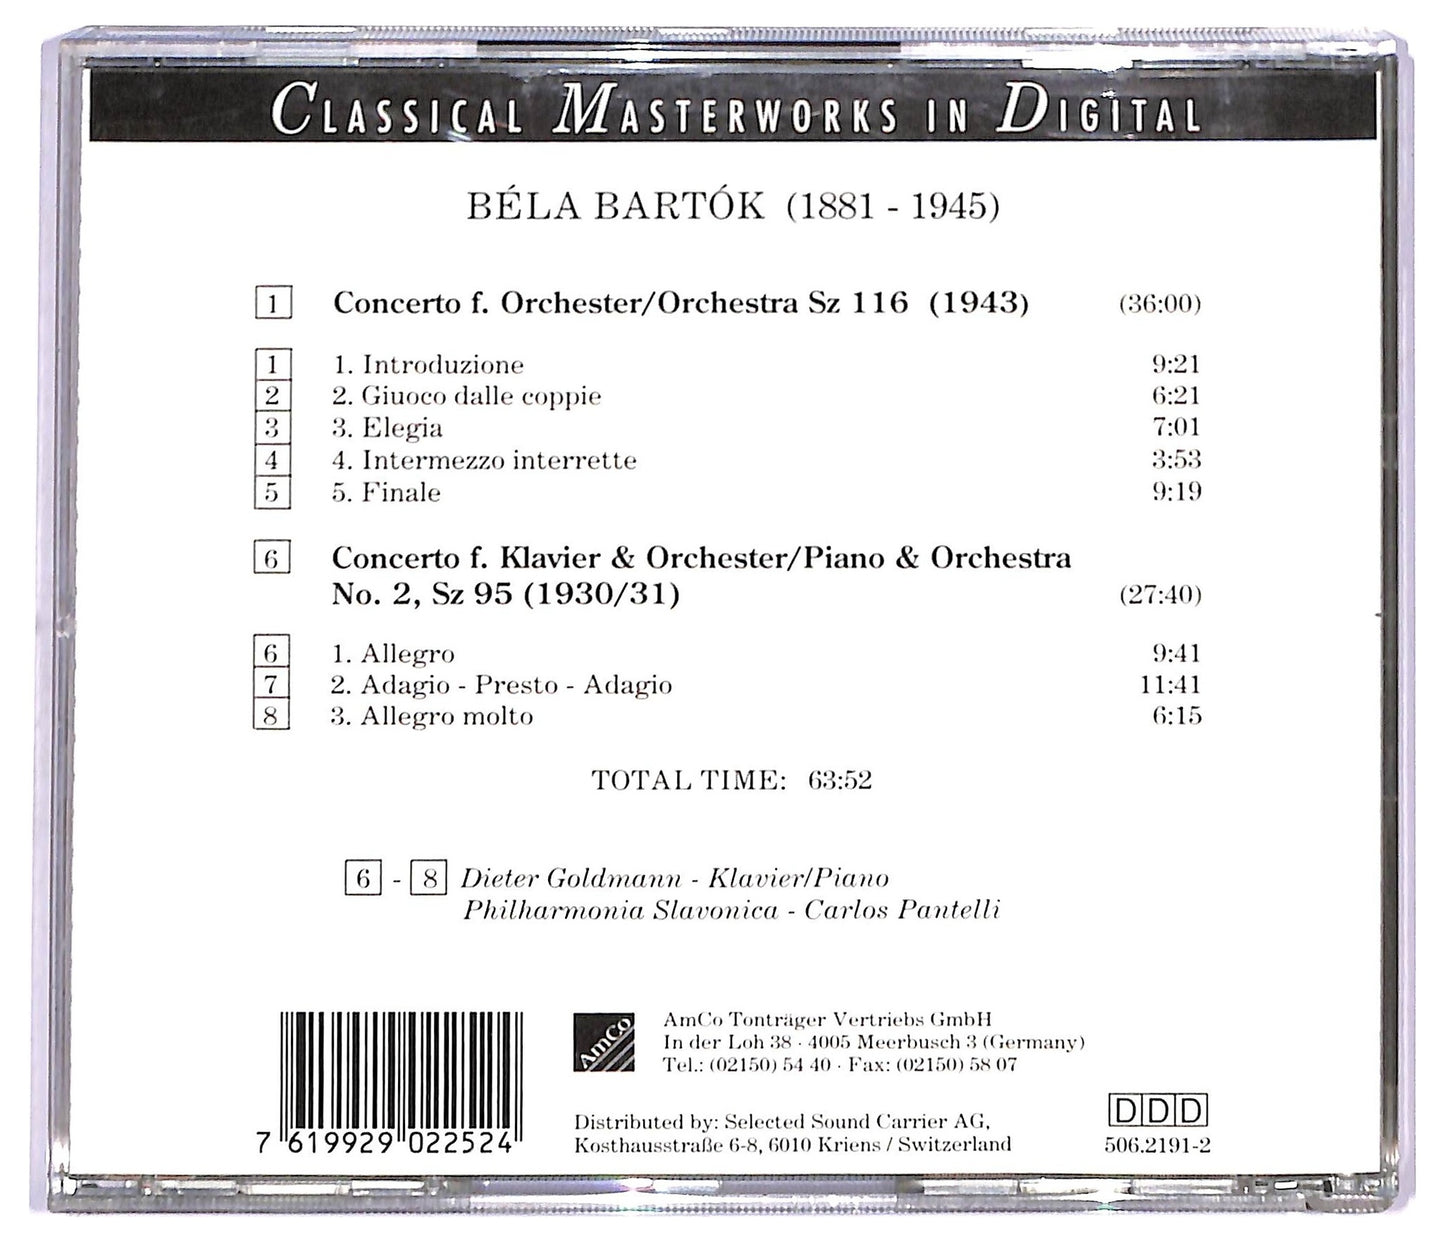 CLASSICAL MASTERWORKS IN DIGITAL
BÉLA BARTÓK (1881 - 1945)
1 Concerto f. Orchester/Orchestra Sz 116 (1943) (36:00)
1 1. Introduzione 9:21
2 2. Giuoco dalle coppie 6:21
3 3. Elegia 7:01
4 4. Intermezzo interrette 3:53
5 5. Finale 9:19
6 Concerto f. Klavier & Orchester/Piano & Orchestra
No. 2, Sz 95 (1930/31) (27:40)
6 1. Allegro 9:41
7 2. Adagio - Presto - Adagio 11:41
8 3. Allegro molto 6:15
TOTAL TIME: 63:52
6 - 8 Dieter Goldmann - Klavier/Piano
Philharmonia Slavonica - Carlos Pantelli
7 619929 022524
AmCo
AmCo Tonträger Vertriebs GmbH
In der Loh 38 · 4005 Meerbusch 3 (Germany)
Tel.: (02150) 54 40 · Fax: (02150) 58 07
Distributed by: Selected Sound Carrier AG,
Kosthausstraße 6-8, 6010 Kriens / Switzerland
DDD
506.2191-2